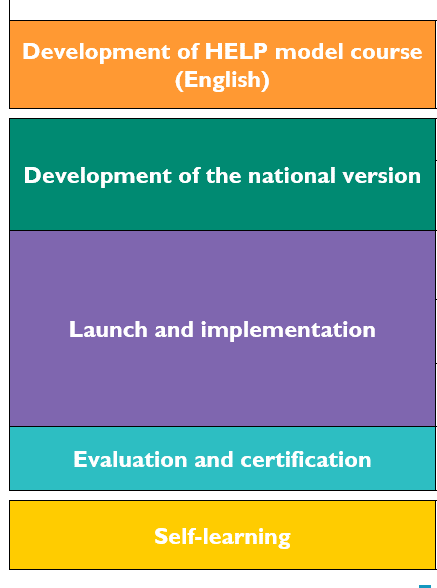 Development of HELP model course
(English)
Development of the national version
Launch and implementation
Evaluation and certification
Self-learning